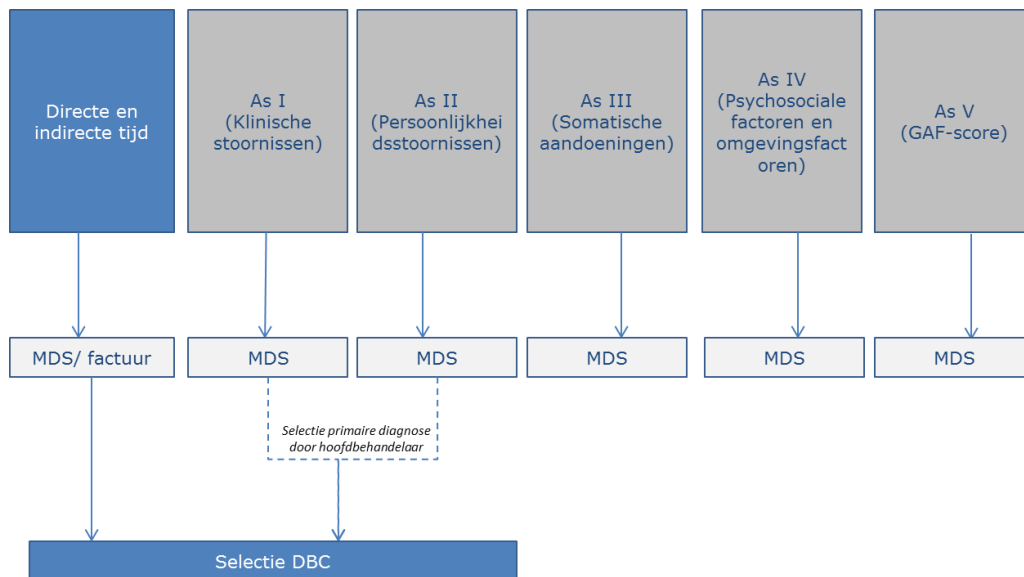 Directe en
indirecte tijd
As I
(Klinische
stoornissen)
As II
(Persoonlijkhei
dsstoornissen)
As III
(Somatische
aandoeningen)
As IV
(Psychosociale
factoren en
omgevingsfact
oren)
As V
(GAF-score)
MDS/ factuur
MDS
MDS
MDS
MDS
MDS
Selectie primaire diagnose
door hoofdbehandelaar
Selectie DBC